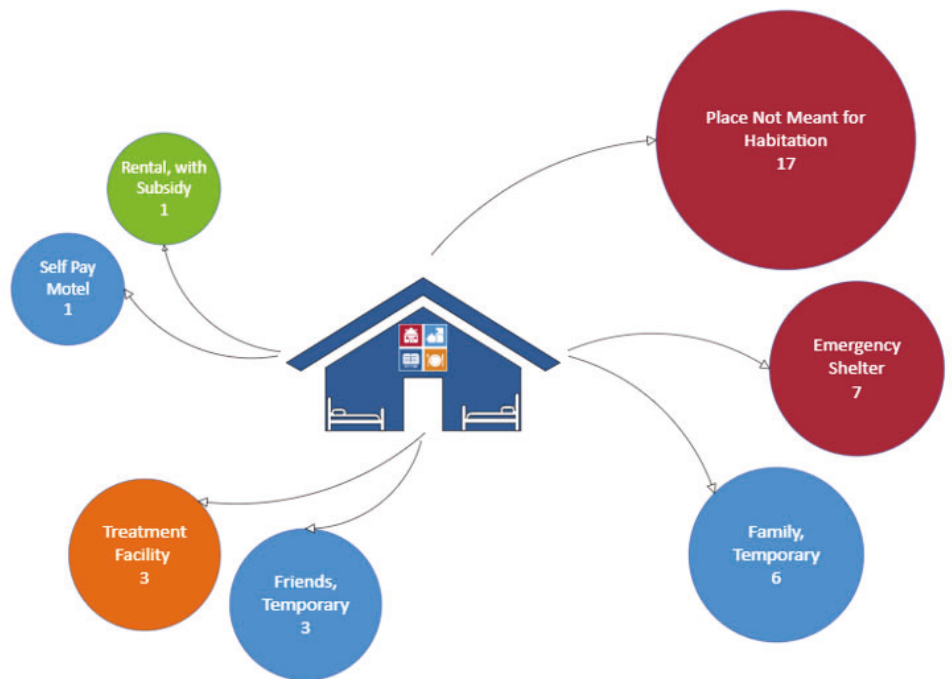 Place Not Meant for
Habitation
17
Rental, with
Subsidy
1
Self Pay
Motel
1
Emergency
Shelter
7
Family,
Temporary
6
Treatment
Facility
3
Friends,
Temporary
3